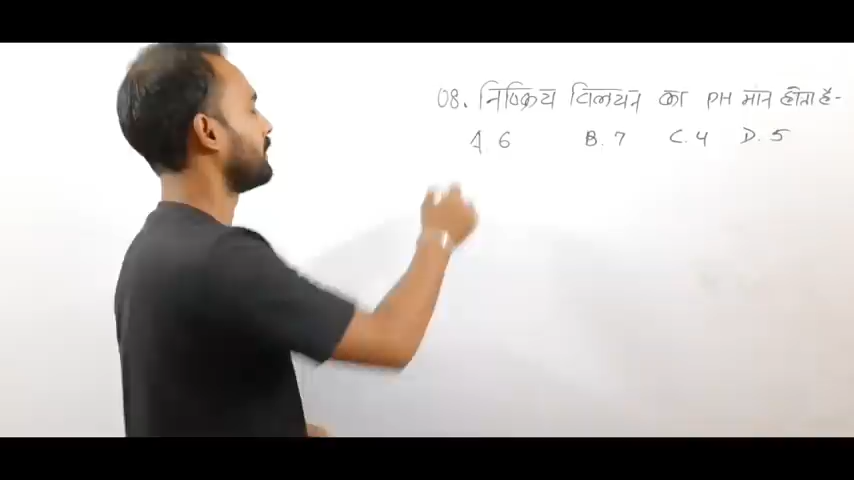 08. निष्क्रिय विलयन का PH मान होता है-
A 6 B. 7 C. 4 D. 5